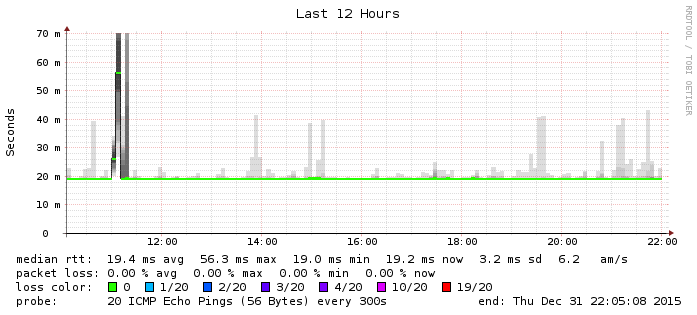 Last 12 Hours
RRDTOOL / TOBI OETIKER
Seconds
70 m
60 m
50 m
40 m
30 m
20 m
10 m
0
12:00 14:00 16:00 18:00 20:00 22:00
median rtt: 19.4 ms avg 56.3 ms max 19.0 ms min 19.2 ms now 3.2 ms sd 6.2 am/s
packet loss: 0.00 % avg 0.00 % max 0.00 % min 0.00 % now
loss color: 0 1/20 2/20 3/20 4/20 10/20 19/20
probe: 20 ICMP Echo Pings (56 Bytes) every 300s end: Thu Dec 31 22:05:08 2015